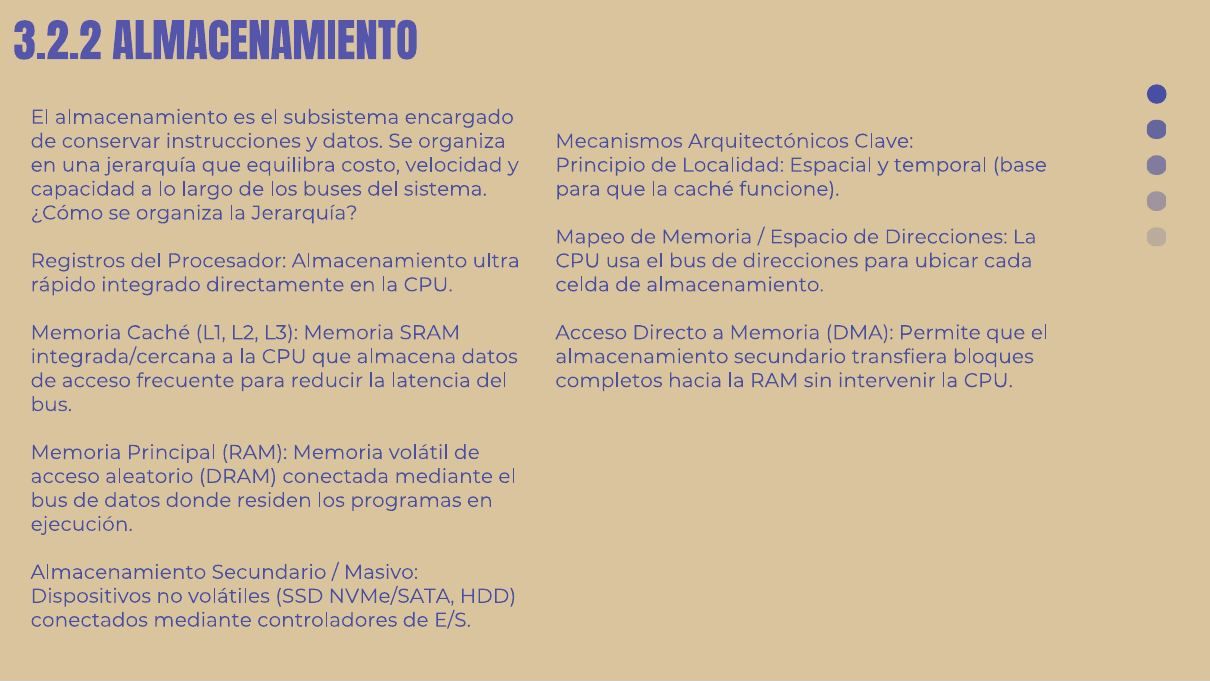 3.2.2 ALMACENAMIENTO
El almacenamiento es el subsistema encargado
de conservar instrucciones y datos. Se organiza
en una jerarquía que equilibra costo, velocidad y
capacidad a lo largo de los buses del sistema.
¿Cómo se organiza la Jerarquía?
Registros del Procesador: Almacenamiento ultra
rápido integrado directamente en la CPU.
Memoria Caché (L1, L2, L3): Memoria SRAM
integrada/cercana a la CPU que almacena datos
de acceso frecuente para reducir la latencia del
bus.
Memoria Principal (RAM): Memoria volátil de
acceso aleatorio (DRAM) conectada mediante el
bus de datos donde residen los programas en
ejecución.
Almacenamiento Secundario / Masivo:
Dispositivos no volátiles (SSD NVMe/SATA, HDD)
conectados mediante controladores de E/S.
Mecanismos Arquitectónicos Clave:
Principio de Localidad: Espacial y temporal (base
para que la caché funcione).
Mapeo de Memoria / Espacio de Direcciones: La
CPU usa el bus de direcciones para ubicar cada
celda de almacenamiento.
Acceso Directo a Memoria (DMA): Permite que el
almacenamiento secundario transfiera bloques
completos hacia la RAM sin intervenir la CPU.